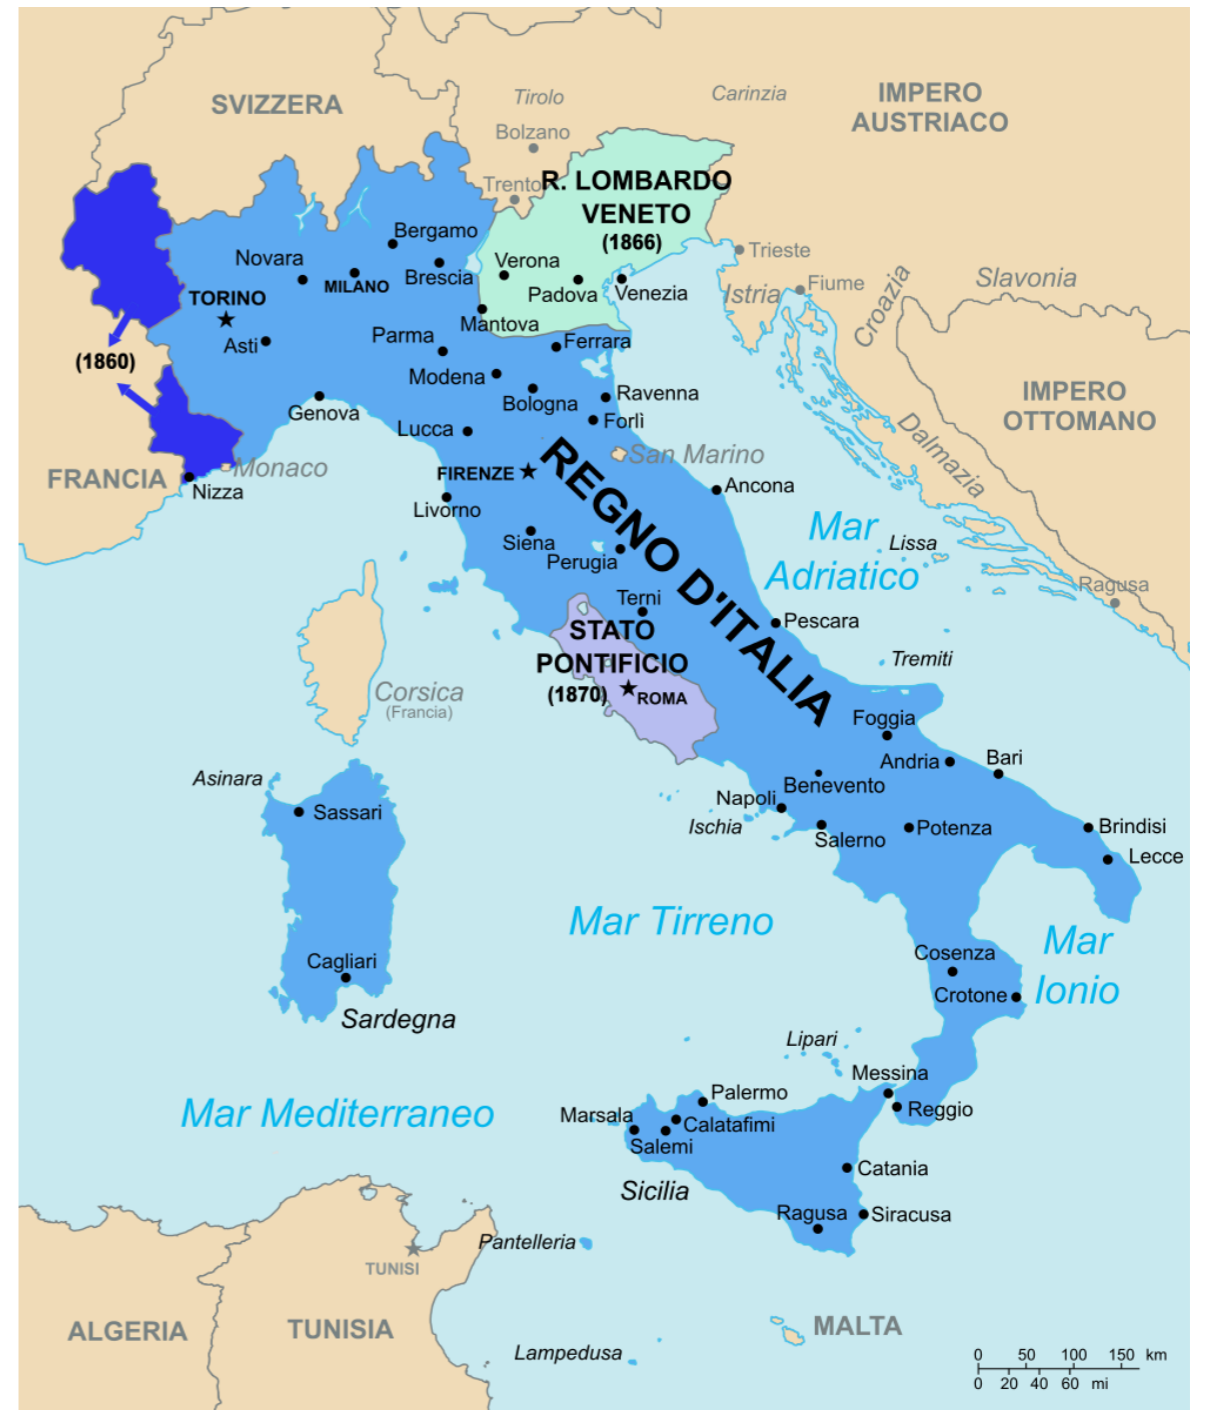 SVIZZERA
Tirolo
Carinzia
IMPERO
AUSTRIACO
Bolzano
Trento
R. LOMBARDO
VENETO
(1866)
Bergamo
Novara
Brescia
MILANO
Verona
Padova
Venezia
Trieste
Istria
Fiume
Croazia
Slavonia
TORINO
Mantova
Asti
Parma
Ferrara
(1860)
Modena
Bologna
Ravenna
Genova
Lucca
Forlì
IMPERO
OTTOMANO
Dalmazia
FRANCIA
Monaco
Nizza
FIRENZE
San Marino
REGNO D'ITALIA
Ancona
Livorno
Siena
Perugia
Mar
Adriatico
Lissa
Ragusa
Terni
Pescara
STATO
PONTIFICIO
(1870)
ROMA
Tremiti
Corsica
(Francia)
Foggia
Andria
Bari
Asinara
Sassari
Benevento
Napoli
Ischia
Salerno
Potenza
Brindisi
Lecce
Mar Tirreno
Mar
Ionio
Cagliari
Sardegna
Cosenza
Crotone
Lipari
Messina
Reggio
Mar Mediterraneo
Palermo
Marsala
Calatafimi
Salemi
Catania
Sicilia
Ragusa
Siracusa
Pantelleria
TUNISI
ALGERIA
TUNISIA
MALTA
Lampedusa
0 50 100 150 km
0 20 40 60 mi